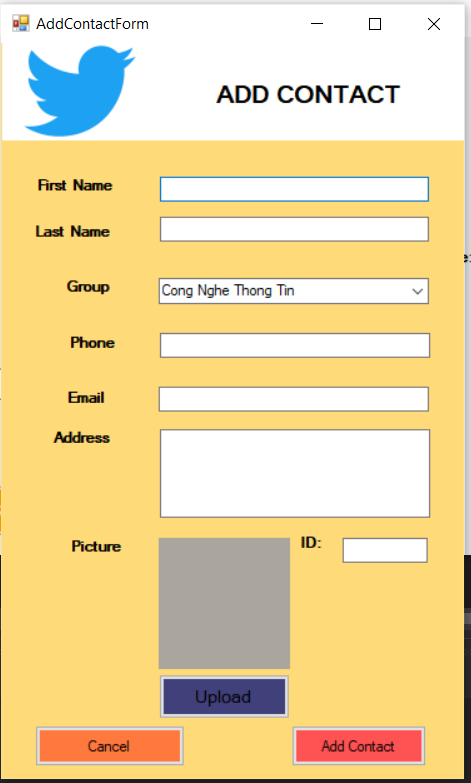 AddContactForm
ADD CONTACT
First Name
Last Name
Group
Cong Nghe Thong Tin
Phone
Email
Address
Picture
ID:
Upload
Cancel
Add Contact